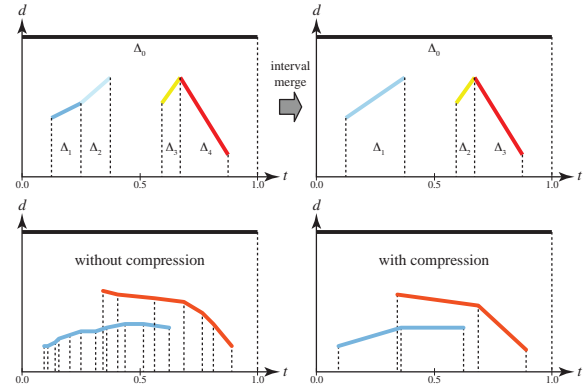 d
d
Δ0
Δ0
interval
merge
Δ1
Δ2
Δ3
Δ4
Δ1
Δ2
Δ3
0.0
0.5
1.0
t
0.0
0.5
1.0
t
d
d
without compression
with compression
0.0
0.5
1.0
t
0.0
0.5
1.0
t